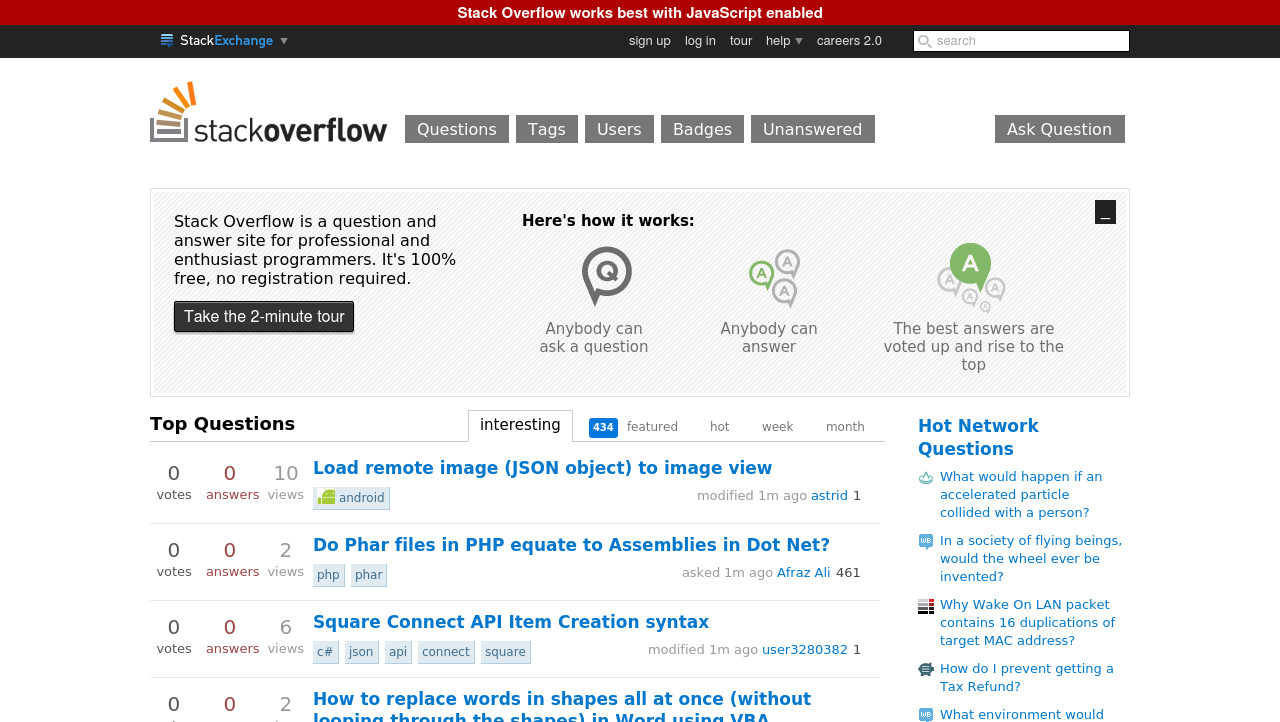 Stack Overflow works best with JavaScript enabled
StackExchange
sign up log in tour help careers 2.0
search
stackoverflow
Questions Tags Users Badges Unanswered Ask Question
Stack Overflow is a question and
answer site for professional and
enthusiast programmers. It's 100%
free, no registration required.
Take the 2-minute tour
Here's how it works:
_
Q
A
A
A
A
A
A
A
A
Anybody can
ask a question
Anybody can
answer
The best answers are
voted up and rise to the
top
Top Questions
interesting 434 featured hot week month
0 0 10
votes answers views
Load remote image (JSON object) to image view
android
modified 1m ago astrid 1
0 0 2
votes answers views
Do Phar files in PHP equate to Assemblies in Dot Net?
php phar
asked 1m ago Afraz Ali 461
0 0 6
votes answers views
Square Connect API Item Creation syntax
c# json api connect square
modified 1m ago user3280382 1
0 0 2
How to replace words in shapes all at once (without
looping through the shapes) in Word using VBA
Hot Network
Questions
What would happen if an
accelerated particle
collided with a person?
WB
In a society of flying beings,
would the wheel ever be
invented?
Why Wake On LAN packet
contains 16 duplications of
target MAC address?
How do I prevent getting a
Tax Refund?
WB
What environment would